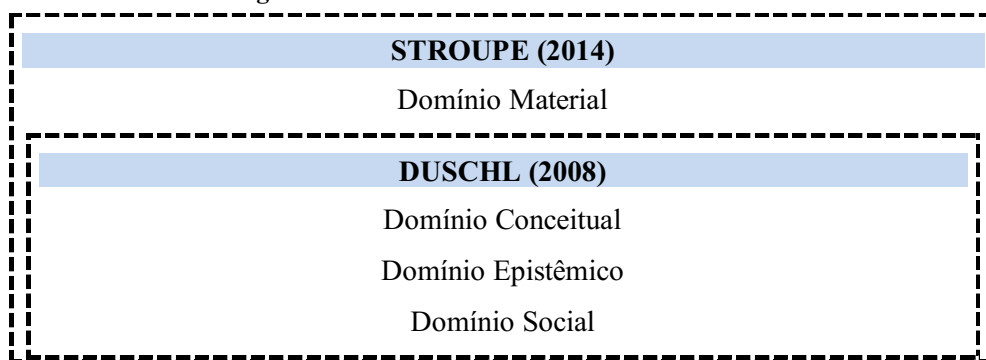 STROUPE (2014)
Domínio Material
DUSCHL (2008)
Domínio Conceitual
Domínio Epistêmico
Domínio Social